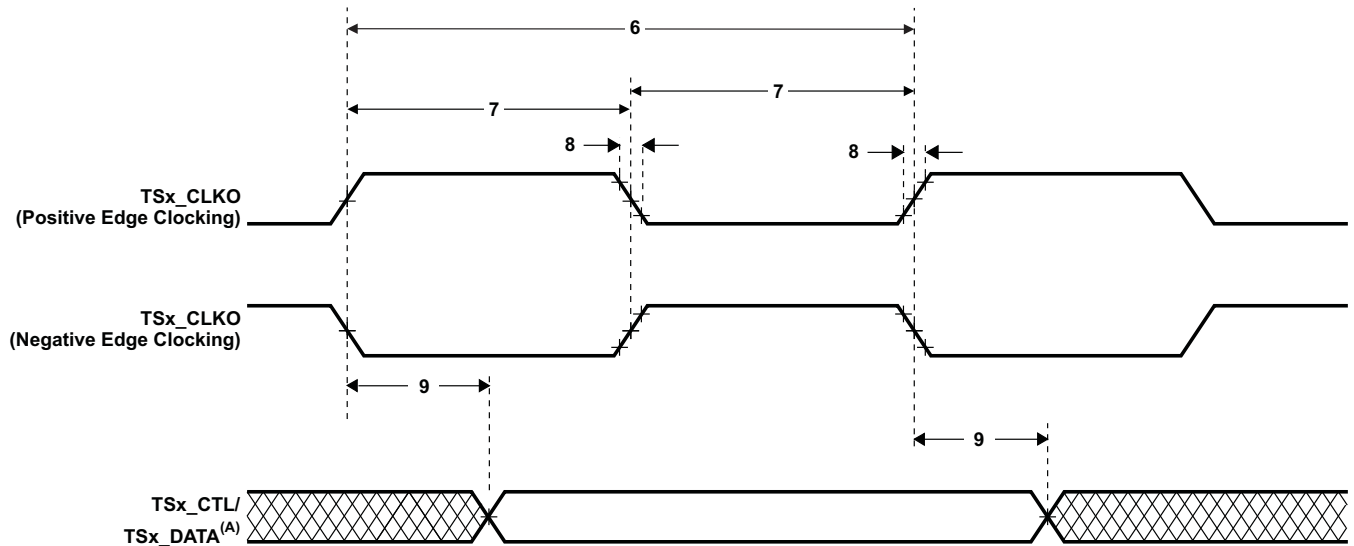 6
7
7
8
8
TSx_CLKO
(Positive Edge Clocking)
TSx_CLKO
(Negative Edge Clocking)
9
9
TSx_CTL/
TSx_DATA(A)